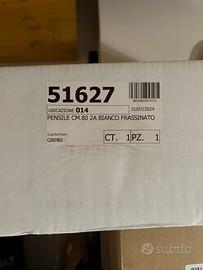 51627
UBICAZIONE 014
31/07/2024
PENSILE CM.80 2A BIANCO FRASSINATO
Cod.Art.Forn.
GRP80
CT. 1
PZ. 1
subito